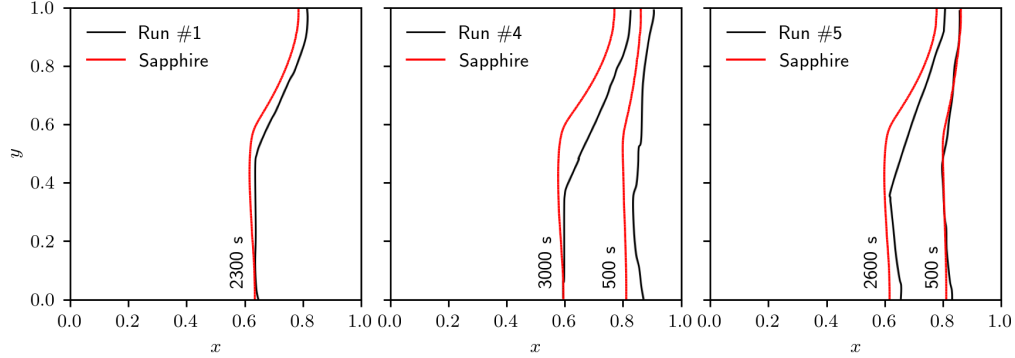 1.0
0.8
0.6
0.4
0.2
0.0
y
Run #1
Sapphire
2300 s
0.0 0.2 0.4 0.6 0.8 1.0
x
Run #4
Sapphire
3000 s
500 s
0.0 0.2 0.4 0.6 0.8 1.0
x
Run #5
Sapphire
2600 s
500 s
0.0 0.2 0.4 0.6 0.8 1.0
x